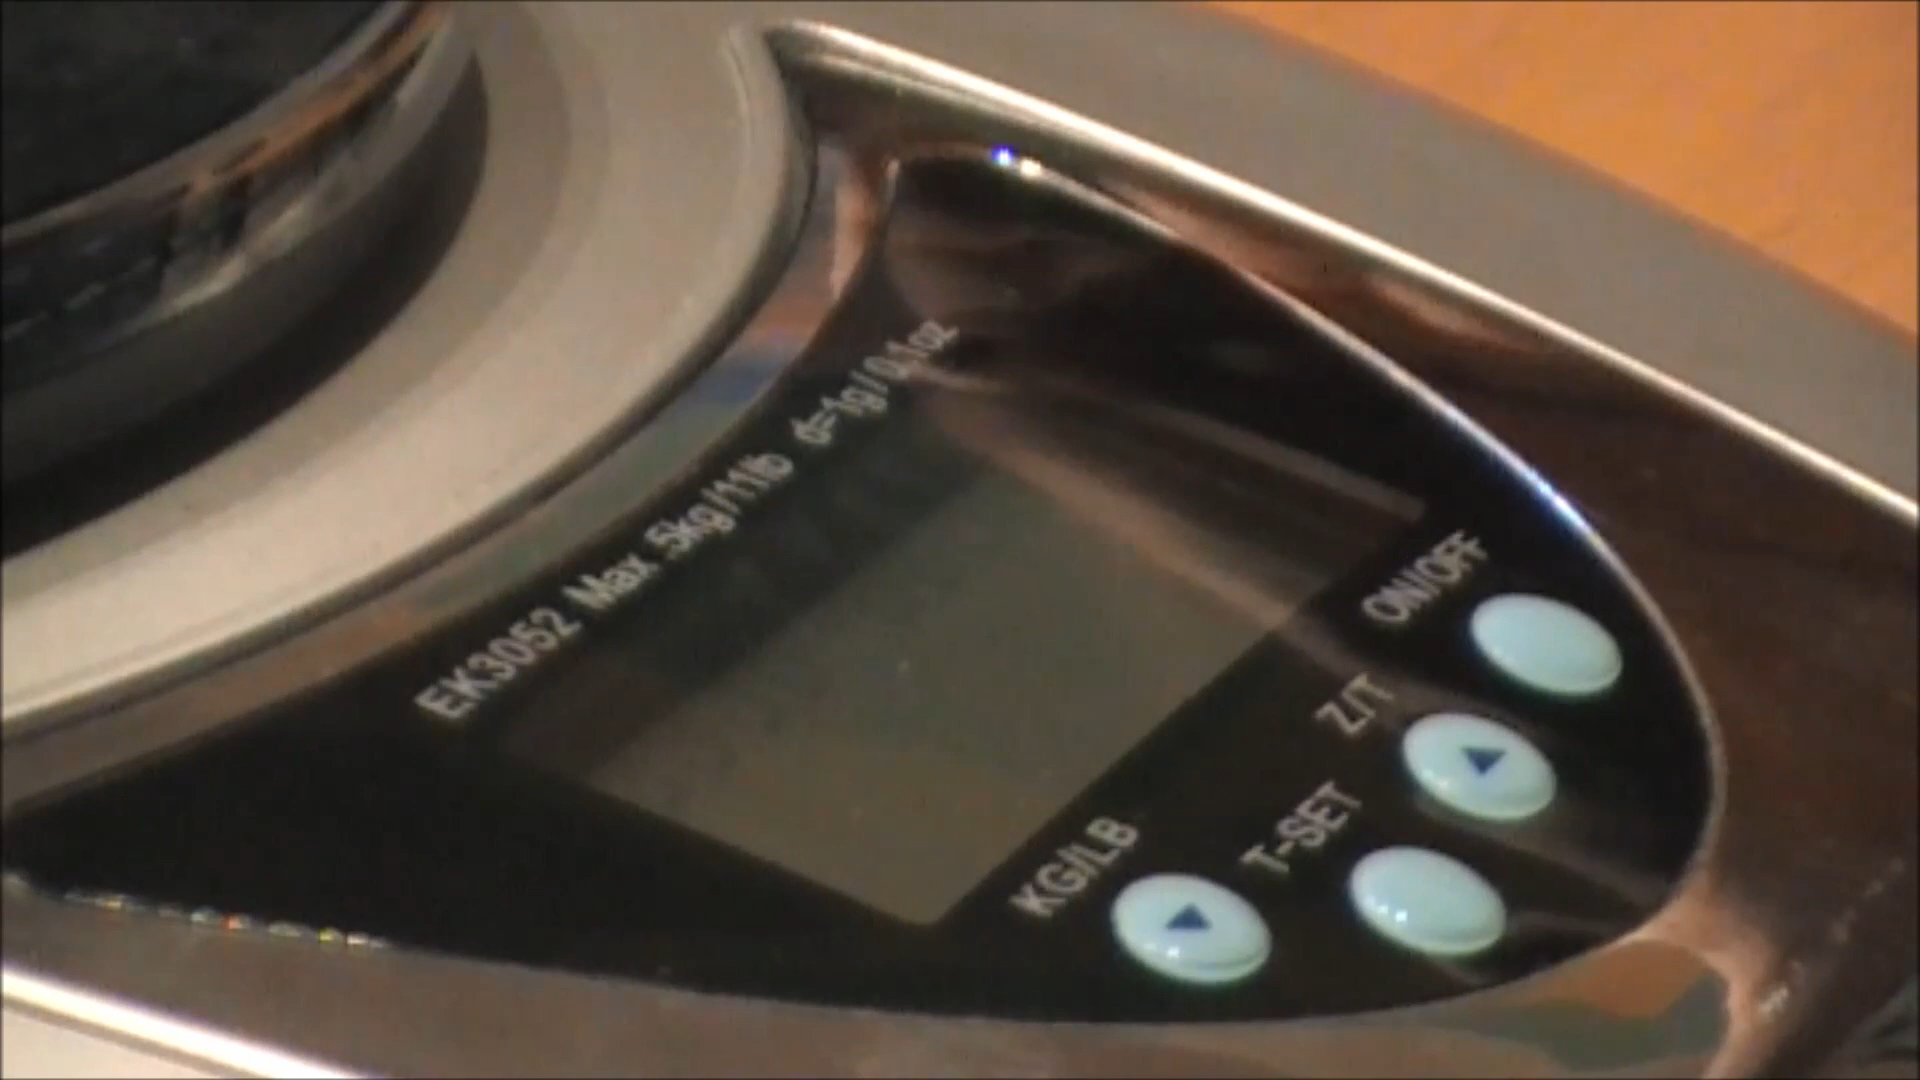 EK3052 Max 5kg/11lb d=1g/0.1oz
ON/OFF
Z/T
T-SET
KG/LB